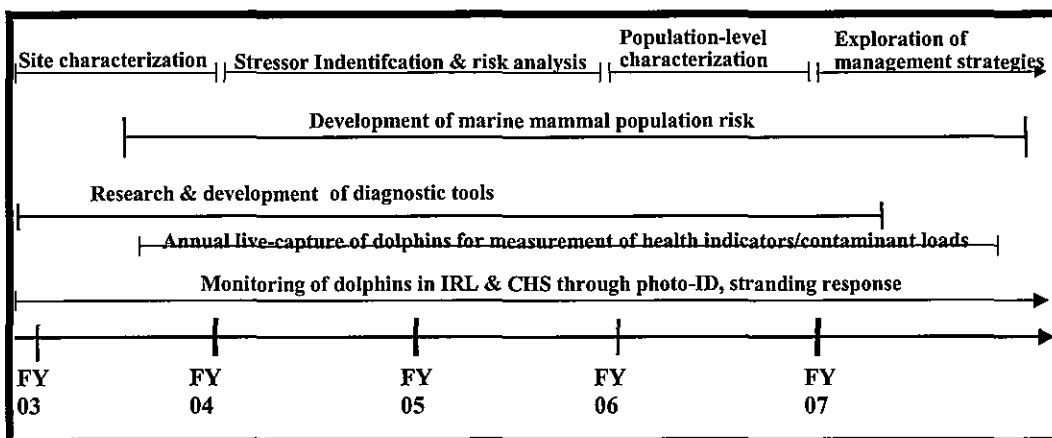 Site characterization
Stressor Indentifcation & risk analysis
Population-level
characterization
Exploration of
management strategies
Development of marine mammal population risk
Research & development of diagnostic tools
Annual live-capture of dolphins for measurement of health indicators/contaminant loads
Monitoring of dolphins in IRL & CHS through photo-ID, stranding response
FY
03
FY
04
FY
05
FY
06
FY
07